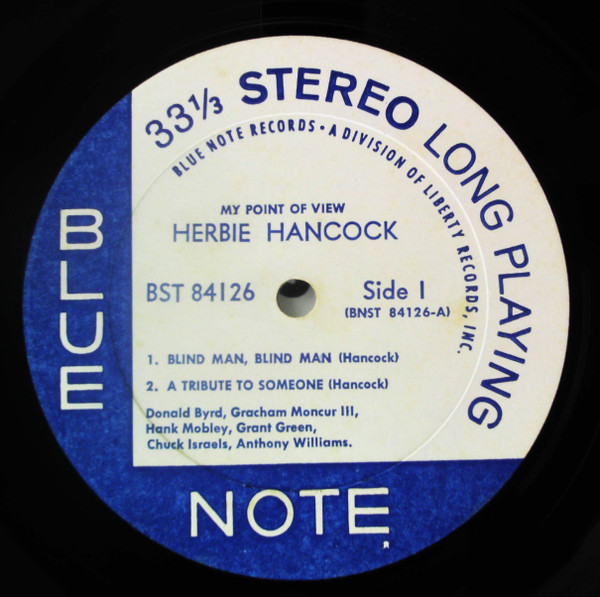 33⅓ STEREO LONG PLAYING
BLUE NOTE RECORDS • A DIVISION OF LIBERTY RECORDS, INC.
MY POINT OF VIEW
HERBIE HANCOCK
BST 84126
Side 1
(BNST 84126-A)
1. BLIND MAN, BLIND MAN (Hancock)
2. A TRIBUTE TO SOMEONE (Hancock)
Donald Byrd, Gracham Moncur III,
Hank Mobley, Grant Green,
Chuck Israels, Anthony Williams.
BLUE
NOTE